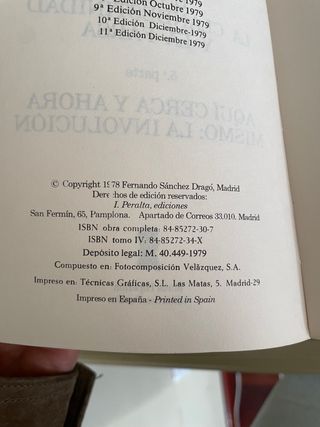 Edición Octubre 1979
9ª Edición Noviembre 1979
10ª Edición Diciembre-1979
11ª Edición Diciembre 1979
© Copyright 1978 Fernando Sánchez Dragó, Madrid
Derechos de edición reservados:
I. Peralta, ediciones
San Fermín, 65, Pamplona. Apartado de Correos 33.010. Madrid
ISBN obra completa: 84-85272-30-7
ISBN tomo IV: 84-85272-34-X
Depósito legal: M. 40,449-1979
Compuesto en: Fotocomposición Velázquez, S.A.
Impreso en: Técnicas Gráficas, S.L. Las Matas, 5. Madrid-29
Impreso en España - Printed in Spain